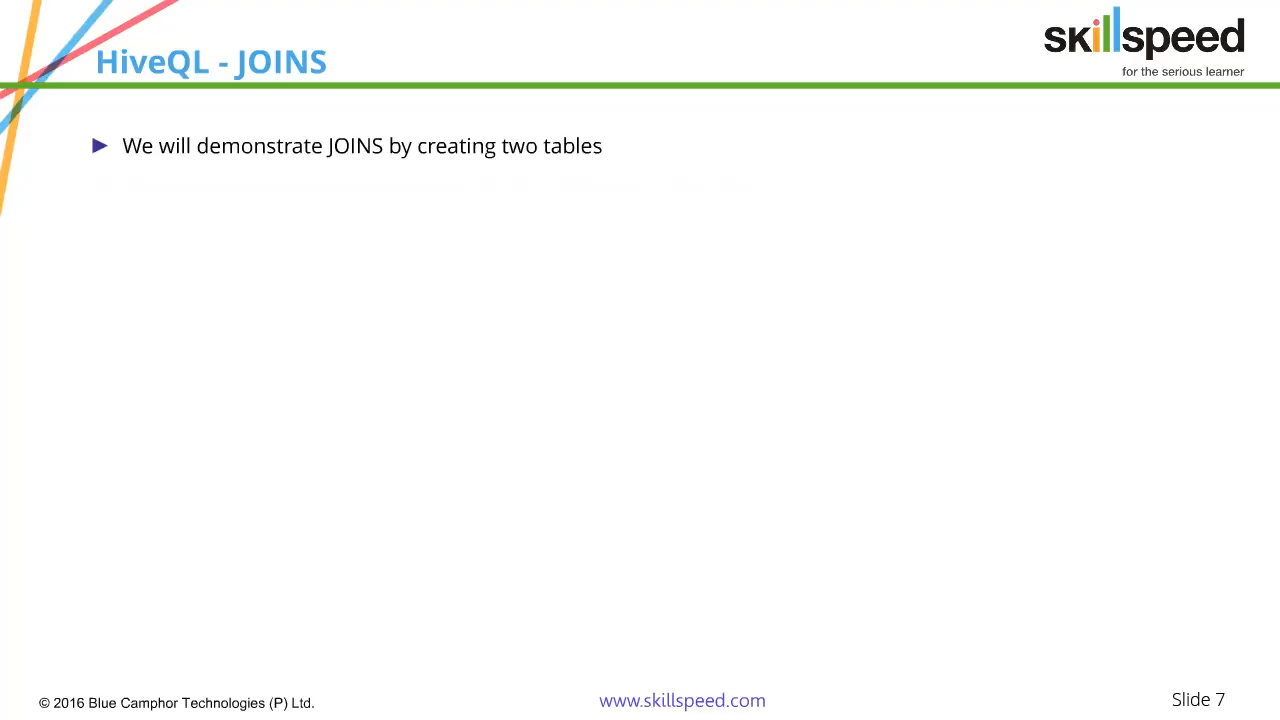 HiveQL - JOINS
skillspeed
for the serious learner
► We will demonstrate JOINS by creating two tables
© 2016 Blue Camphor Technologies (P) Ltd.
www.skillspeed.com
Slide 7